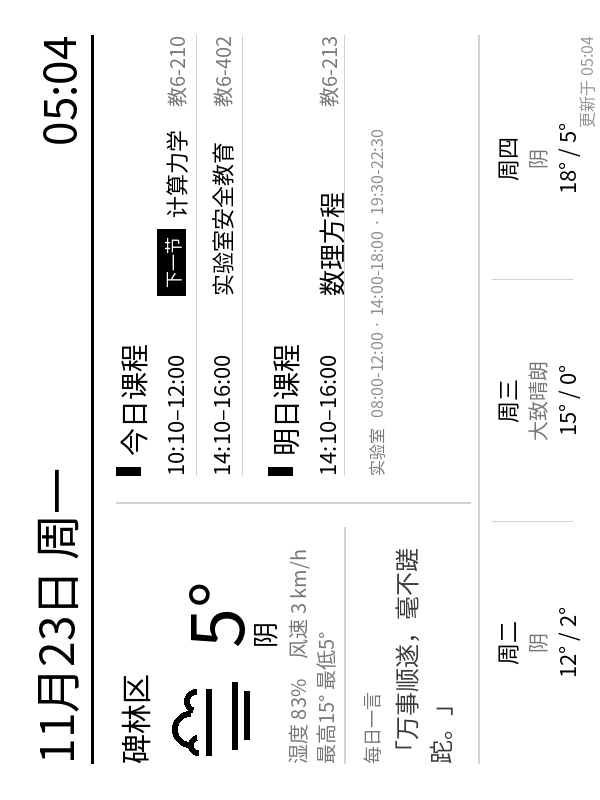 11月23日 周一
05:04
碑林区
5°
阴
湿度 83% 风速 3 km/h
最高15° 最低5°
每日一言
「万事顺遂，毫不蹉
跎。」
今日课程
10:10–12:00 下一节 计算力学 教6-210
14:10–16:00 实验室安全教育 教6-402
明日课程
14:10–16:00 数理方程 教6-213
实验室 08:00-12:00 · 14:00-18:00 · 19:30-22:30
周二
阴
12° / 2°
周三
大致晴朗
15° / 0°
周四
阴
18° / 5°
更新于 05:04